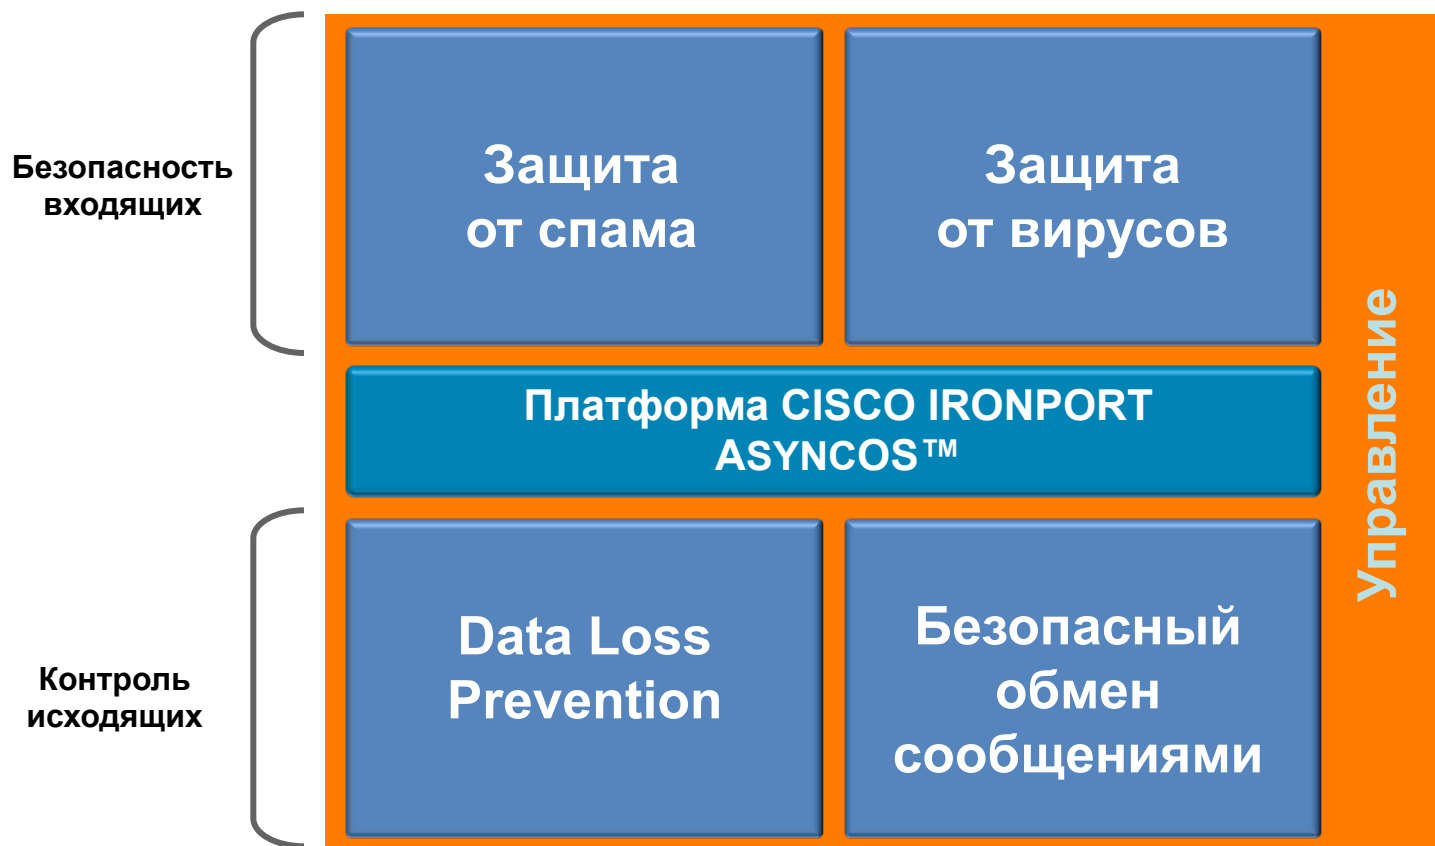 Безопасность
входящих
Защита
от спама
Защита
от вирусов
Платформа CISCO IRONPORT
ASYNCOS™
Управление
Контроль
исходящих
Data Loss
Prevention
Безопасный
обмен
сообщениями